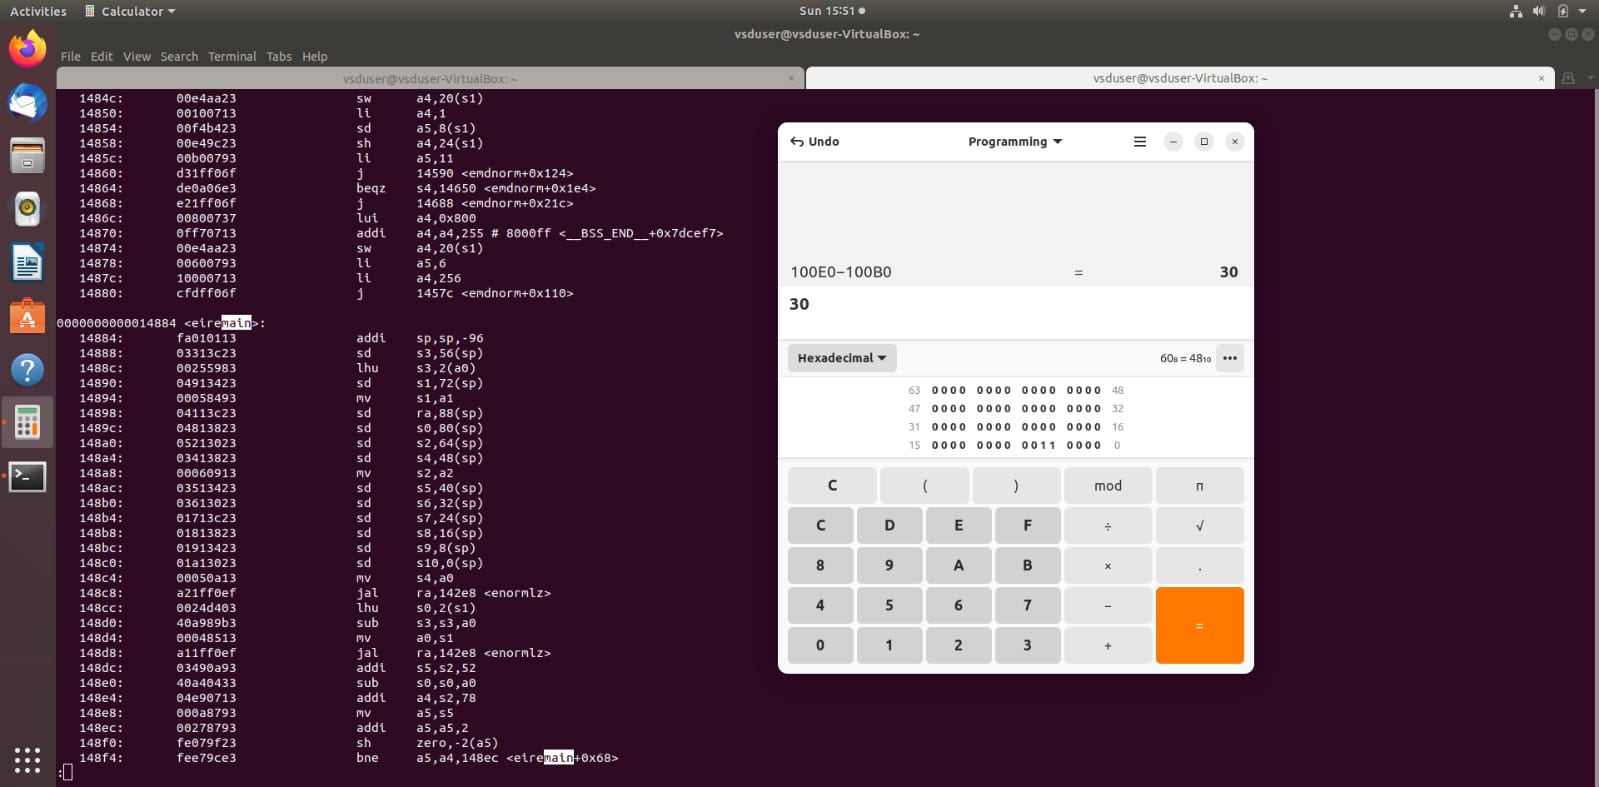 Activities Calculator Sun 15:51
vsduser@vsduser-VirtualBox: ~
File Edit View Search Terminal Tabs Help
vsduser@vsduser-VirtualBox: ~ × vsduser@vsduser-VirtualBox: ~ ×
1484c: 00e4aa23 sw a4,20(s1)
14850: 00100713 li a4,1
14854: 00f4b423 sd a5,8(s1)
14858: 00e49c23 sh a4,24(s1)
1485c: 00b00793 li a5,11
14860: d31ff06f j 14590 <emdnorm+0x124>
14864: de0a06e3 beqz s4,14650 <emdnorm+0x1e4>
14868: e21ff06f j 14688 <emdnorm+0x21c>
1486c: 00800737 lui a4,0x800
14870: 0ff70713 addi a4,a4,255 # 8000ff <__BSS_END__+0x7dcef7>
14874: 00e4aa23 sw a4,20(s1)
14878: 00600793 li a5,6
1487c: 10000713 li a4,256
14880: cfdff06f j 1457c <emdnorm+0x110>
0000000000014884 <eiremain>:
14884: fa010113 addi sp,sp,-96
14888: 03313c23 sd s3,56(sp)
1488c: 00255983 lhu s3,2(a0)
14890: 04913423 sd s1,72(sp)
14894: 00058493 mv s1,a1
14898: 04113c23 sd ra,88(sp)
1489c: 04813823 sd s0,80(sp)
148a0: 05213023 sd s2,64(sp)
148a4: 03413823 sd s4,48(sp)
148a8: 00060913 mv s2,a2
148ac: 03513423 sd s5,40(sp)
148b0: 03613023 sd s6,32(sp)
148b4: 01713c23 sd s7,24(sp)
148b8: 01813823 sd s8,16(sp)
148bc: 01913423 sd s9,8(sp)
148c0: 01a13023 sd s10,0(sp)
148c4: 00050a13 mv s4,a0
148c8: a21ff0ef jal ra,142e8 <enormlz>
148cc: 0024d403 lhu s0,2(s1)
148d0: 40a989b3 sub s3,s3,a0
148d4: 00048513 mv a0,s1
148d8: a11ff0ef jal ra,142e8 <enormlz>
148dc: 03490a93 addi s5,s2,52
148e0: 40a40433 sub s0,s0,a0
148e4: 04e90713 addi a4,s2,78
148e8: 000a8793 mv a5,s5
148ec: 00278793 addi a5,a5,2
148f0: fe079f23 sh zero,-2(a5)
148f4: fee79ce3 bne a5,a4,148ec <eiremain+0x68>
:
Undo Programming
100E0−100B0 = 30
30
Hexadecimal 60₈ = 48₁₀
63 0000 0000 0000 0000 48
47 0000 0000 0000 0000 32
31 0000 0000 0000 0000 16
15 0000 0000 0011 0000 0
C ( ) mod π
C D E F ÷ √
8 9 A B × .
4 5 6 7 − =
0 1 2 3 +